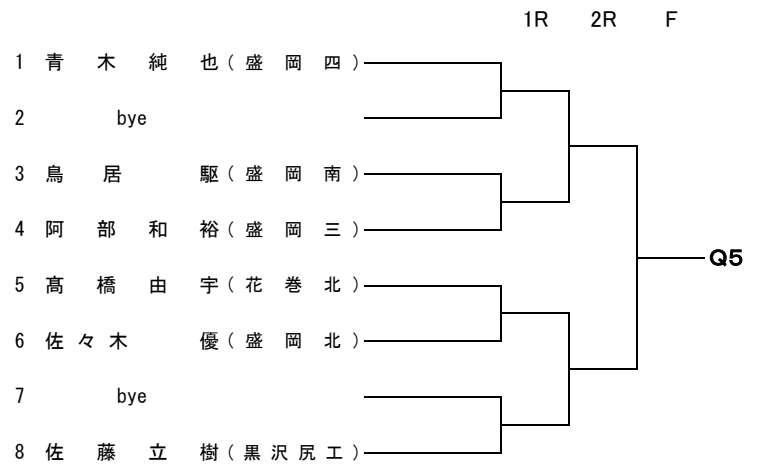 1R 2R F
1 青木純也(盛岡四)
2 bye
3 鳥居駆(盛岡南)
4 阿部和裕(盛岡三)
5 髙橋由宇(花巻北)
Q5
6 佐々木優(盛岡北)
7 bye
8 佐藤立樹(黒沢尻工)